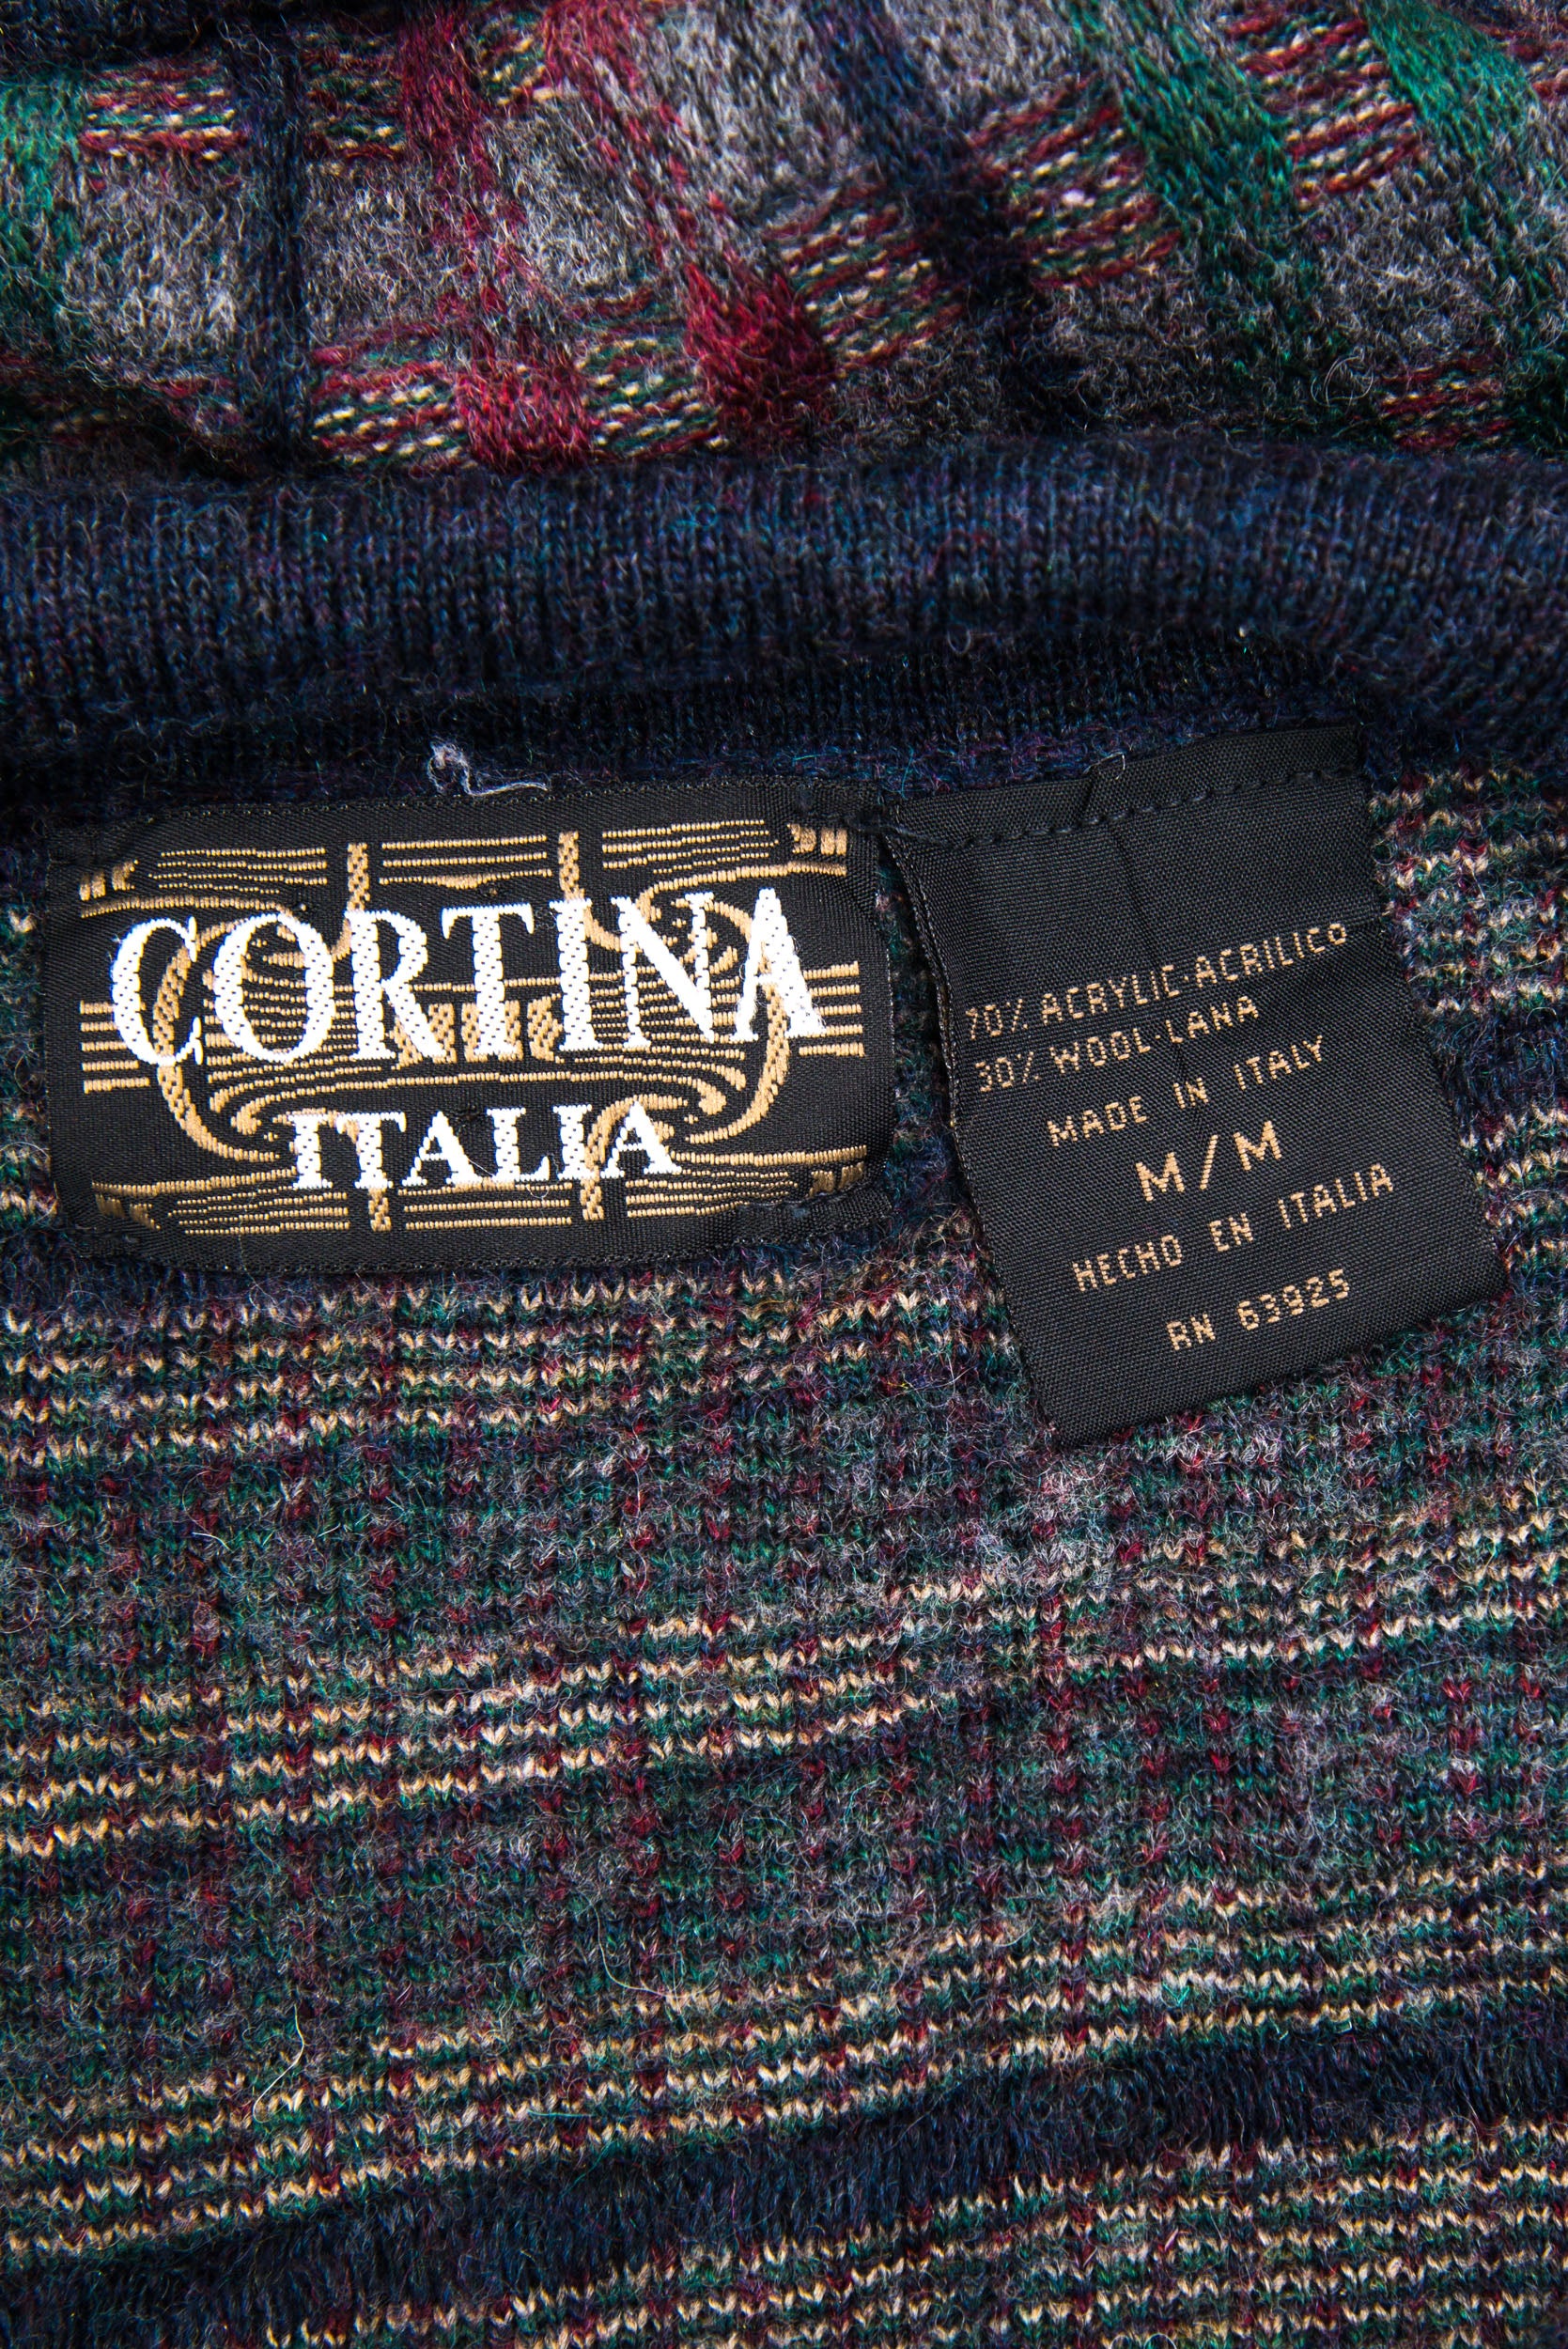 CORTINA
ITALIA
70% ACRYLIC-ACRILICO
30% WOOL-LANA
MADE IN ITALY
M/M
HECHO EN ITALIA
RN 63925